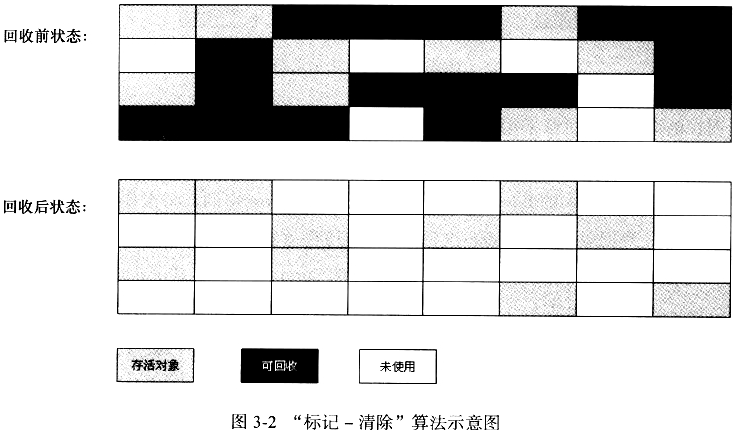 回收前状态：
回收后状态：
存活对象
可回收
未使用
图 3-2 “标记－清除”算法示意图